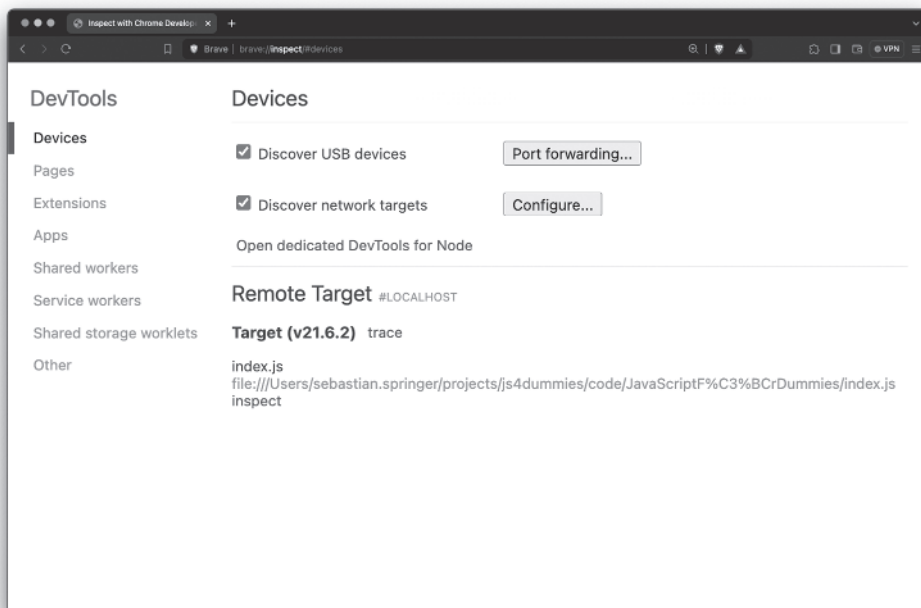 Inspect with Chrome Develop
Brave | brave://inspect/#devices
VPN
DevTools
Devices
Pages
Extensions
Apps
Shared workers
Service workers
Shared storage worklets
Other
Devices
Discover USB devices
Port forwarding...
Discover network targets
Configure...
Open dedicated DevTools for Node
Remote Target #LOCALHOST
Target (v21.6.2) trace
index.js
file:///Users/sebastian.springer/projects/js4dummies/code/JavaScriptF%C3%BCrDummies/index.js
inspect